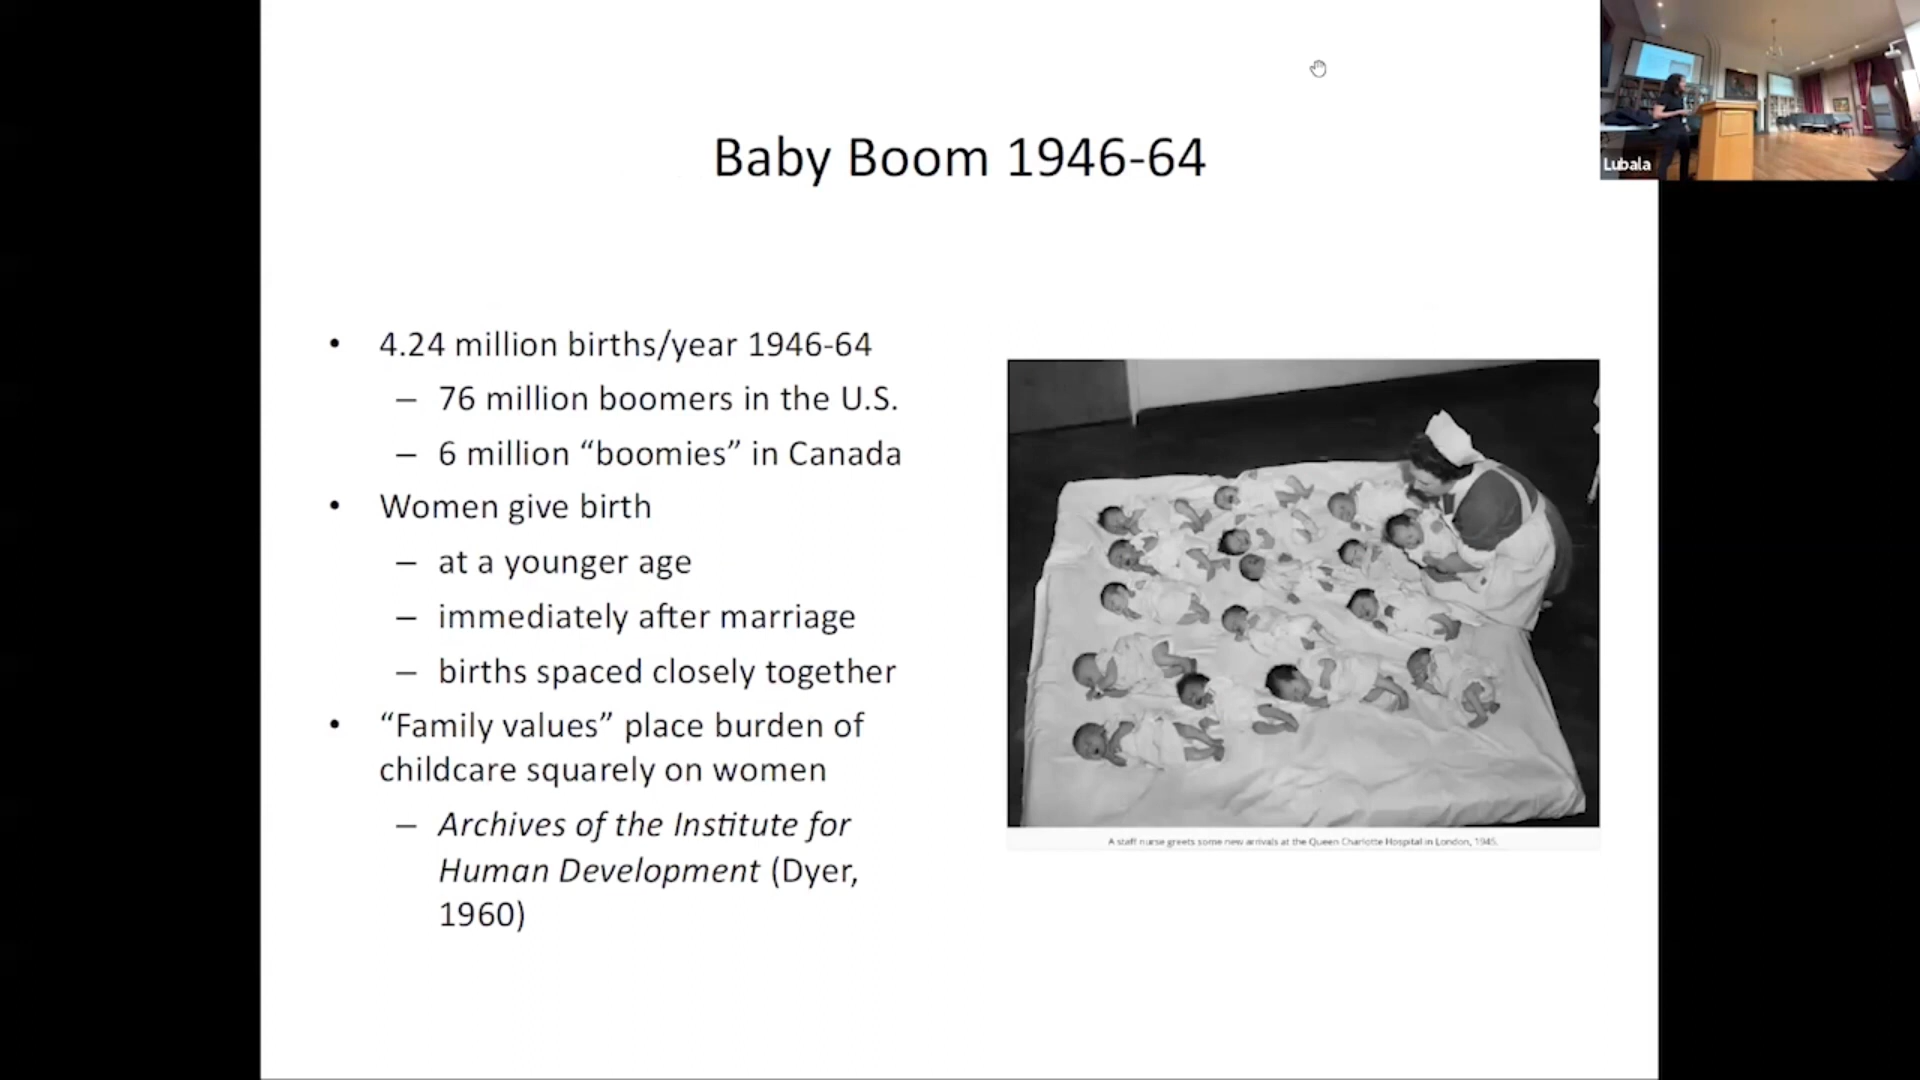 Baby Boom 1946-64
• 4.24 million births/year 1946-64
– 76 million boomers in the U.S.
– 6 million “boomies” in Canada
• Women give birth
– at a younger age
– immediately after marriage
– births spaced closely together
• “Family values” place burden of
childcare squarely on women
– Archives of the Institute for
Human Development (Dyer,
1960)
A staff nurse greets some new arrivals at the Queen Charlotte Hospital in London, 1945.
Lubala